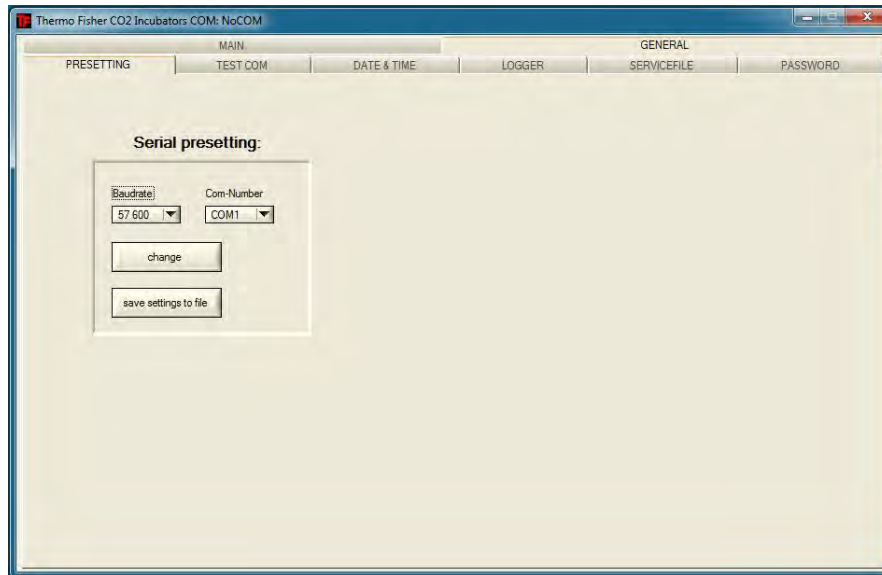 Thermo Fisher CO2 Incubators COM: NoCOM
MAIN GENERAL
PRESETTING TEST COM DATE & TIME LOGGER SERVICEFILE PASSWORD
Serial presetting:
Baudrate Com-Number
57 600 COM1
change
save settings to file